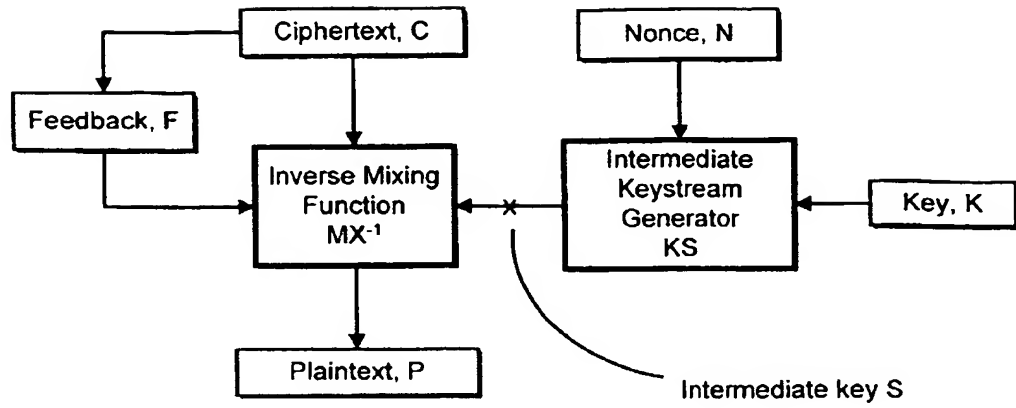 Ciphertext, C
Nonce, N
Feedback, F
Inverse Mixing
Function
MX⁻¹
Intermediate
Keystream
Generator
KS
Key, K
Plaintext, P
Intermediate key S